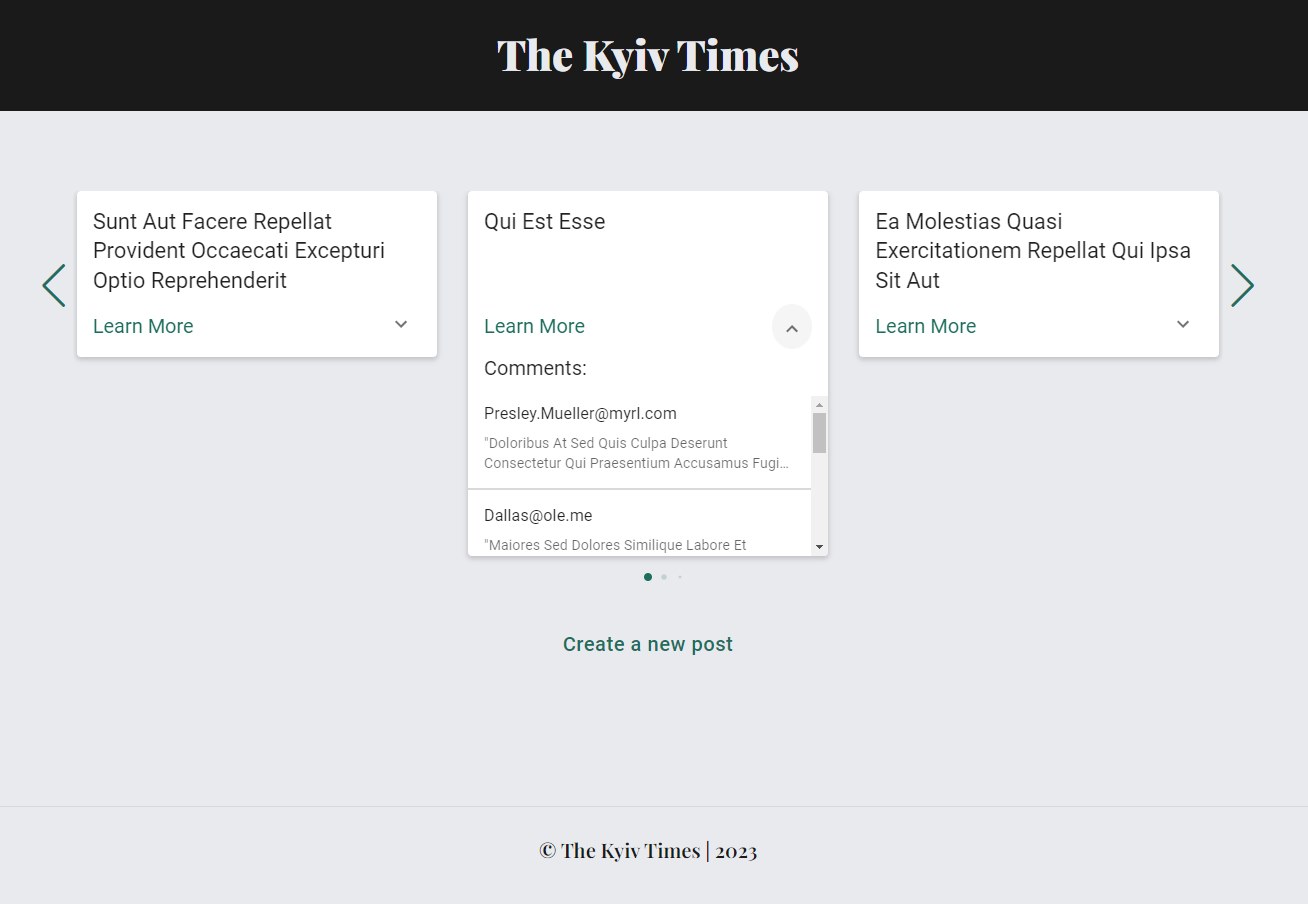 The Kyiv Times
Sunt Aut Facere Repellat
Provident Occaecati Excepturi
Optio Reprehenderit
Learn More
Qui Est Esse
Learn More
Comments:
Presley.Mueller@myrl.com
"Doloribus At Sed Quis Culpa Deserunt
Consectetur Qui Praesentium Accusamus Fugi...
Dallas@ole.me
"Maiores Sed Dolores Similique Labore Et
Ea Molestias Quasi
Exercitationem Repellat Qui Ipsa
Sit Aut
Learn More
Create a new post
© The Kyiv Times | 2023